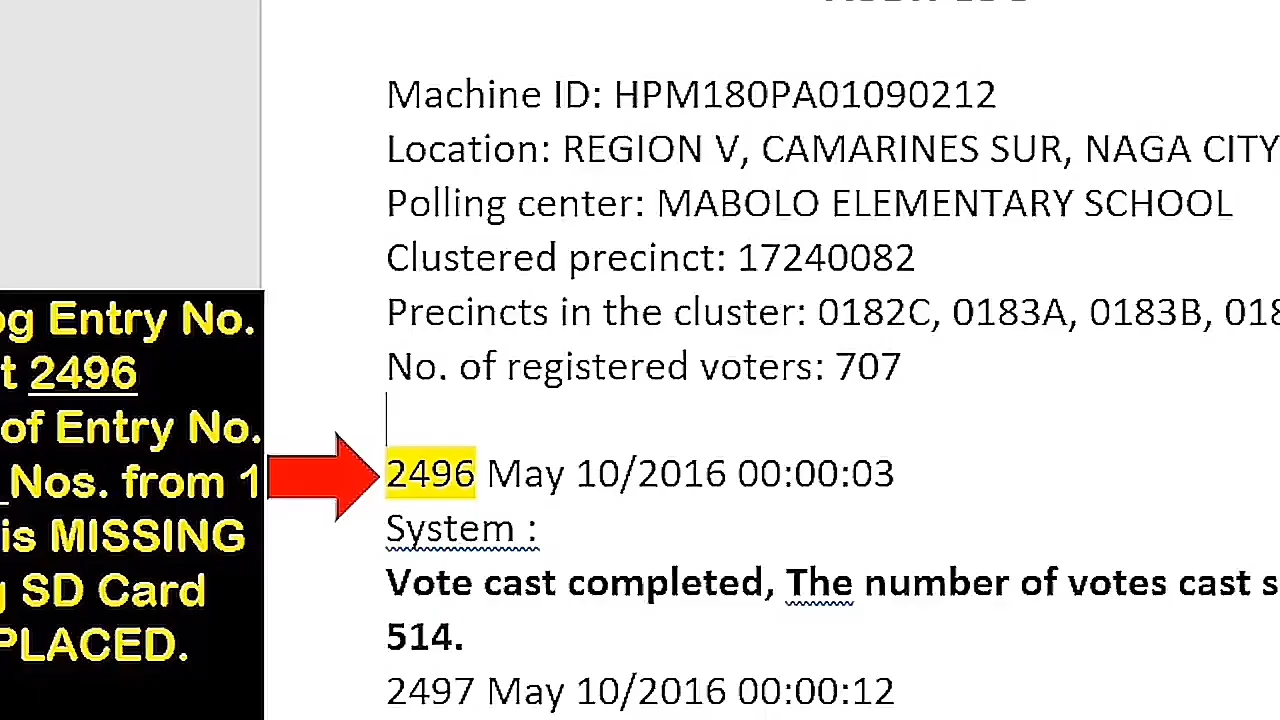 Machine ID: HPM180PA01090212
Location: REGION V, CAMARINES SUR, NAGA CITY
Polling center: MABOLO ELEMENTARY SCHOOL
Clustered precinct: 17240082
Precincts in the cluster: 0182C, 0183A, 0183B, 018
No. of registered voters: 707
2496 May 10/2016 00:00:03
System :
Vote cast completed, The number of votes cast s
514.
2497 May 10/2016 00:00:12
og Entry No.
t 2496
of Entry No.
Nos. from 1
is MISSING
g SD Card
PLACED.